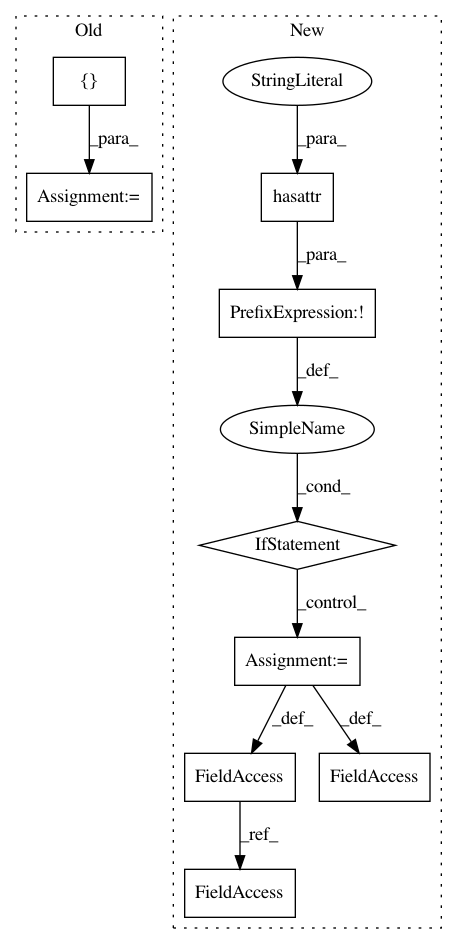 Old
New
{}
StringLiteral
_para_
_para_
Assignment:=
hasattr
_para_
PrefixExpression:!
_def_
SimpleName
_cond_
IfStatement
_control_
Assignment:=
_def_
_def_
FieldAccess
FieldAccess
_ref_
FieldAccess